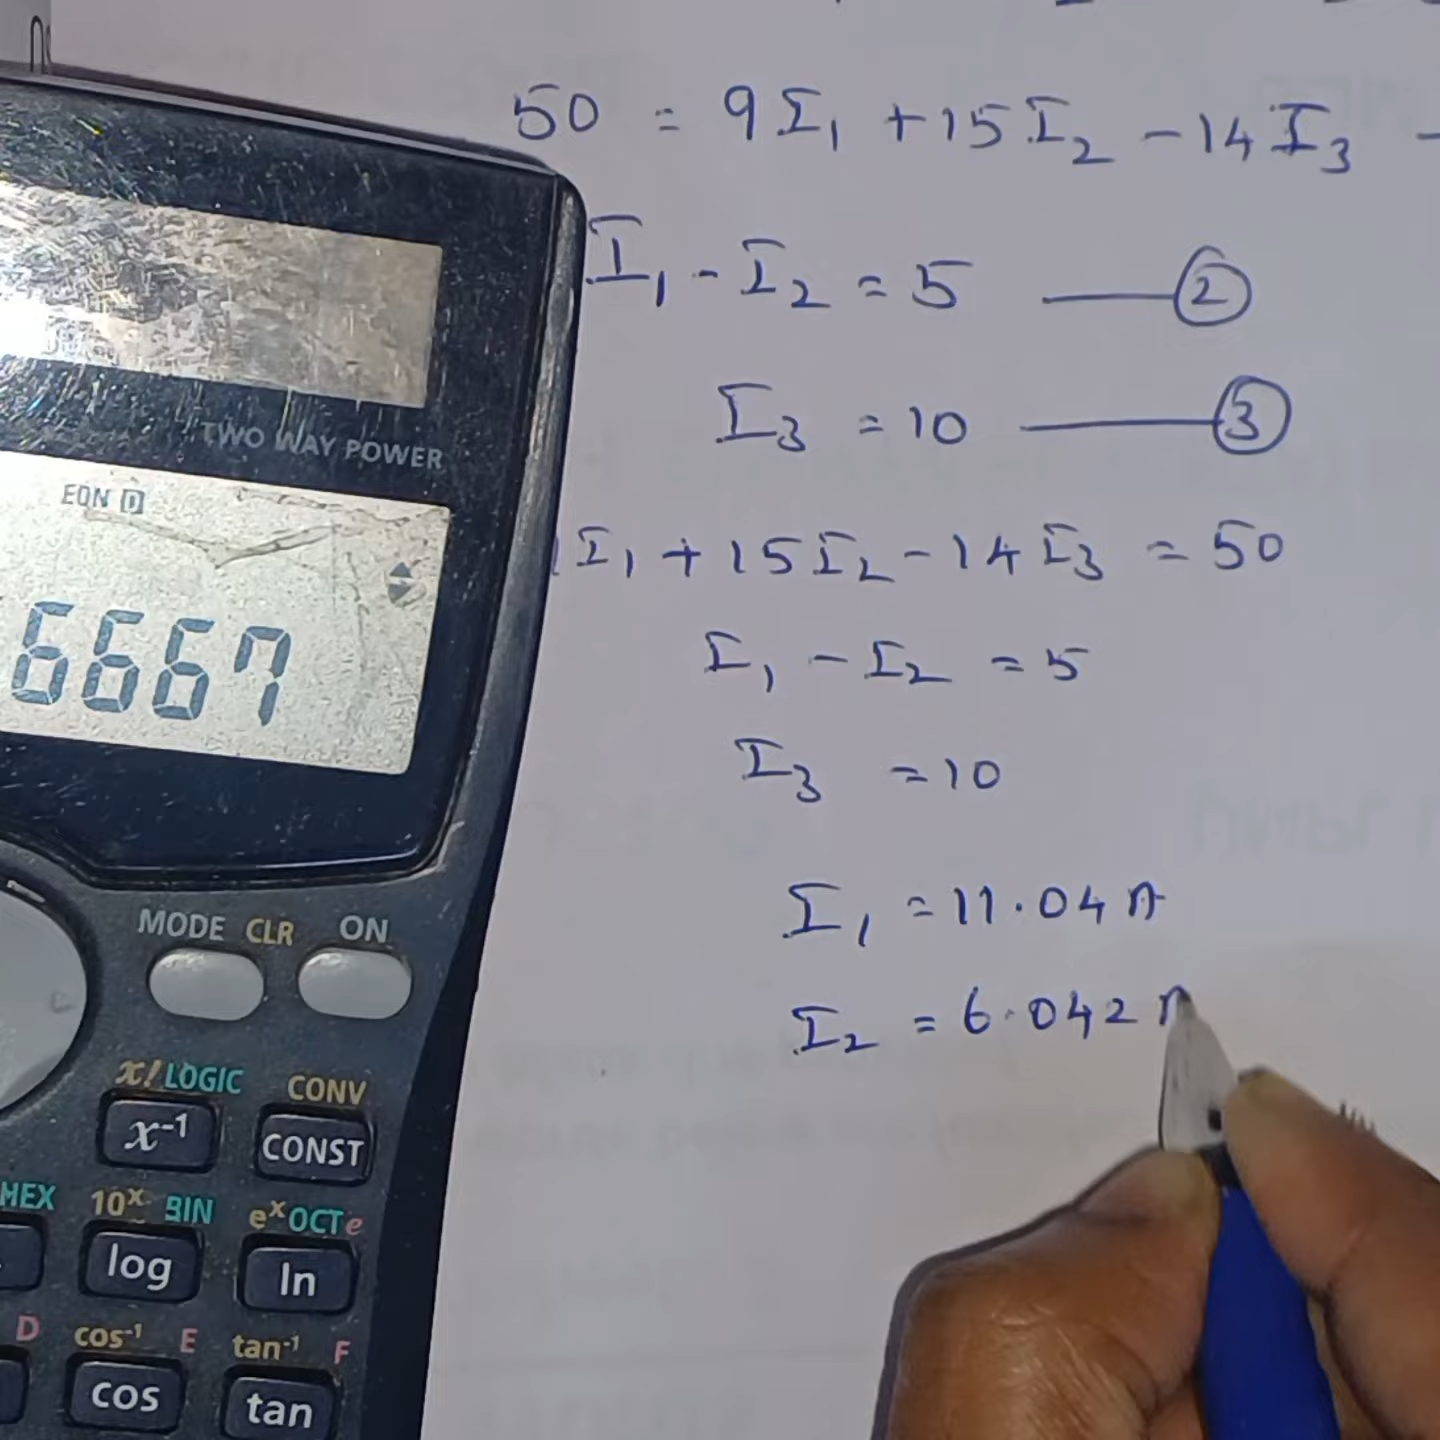 50 = 9I₁ + 15I₂ - 14I₃ -
I₁ - I₂ = 5 — ②
I₃ = 10 — ③
I₁ + 15I₂ - 14I₃ = 50
I₁ - I₂ = 5
I₃ = 10
I₁ = 11.04 A
I₂ = 6.042 A
TWO WAY POWER
EQN D
6667
MODE CLR ON
x! LOGIC CONV
x⁻¹ CONST
HEX 10ˣ BIN eˣ OCT e
log ln
D cos⁻¹ E tan⁻¹ F
cos tan